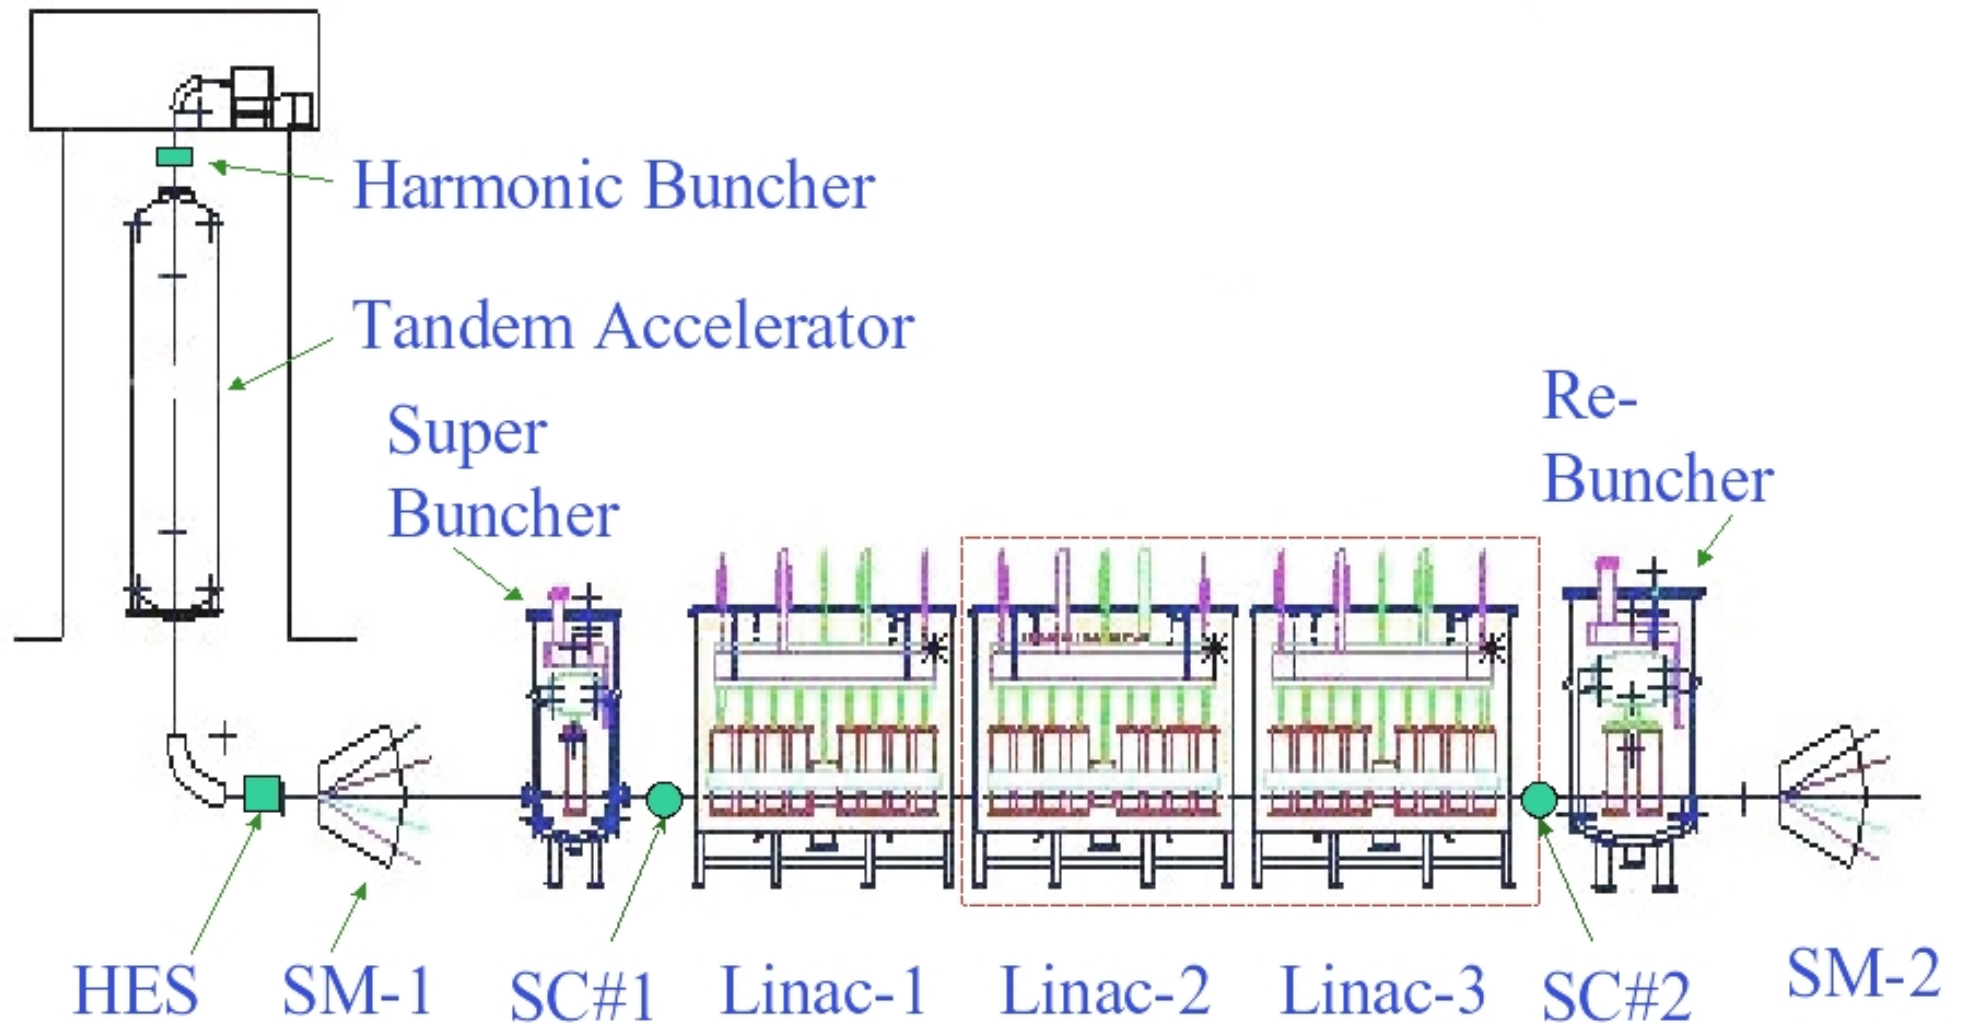 Harmonic Buncher
Tandem Accelerator
Super
Buncher
Re-
Buncher
HES
SM-1
SC#1
Linac-1
Linac-2
Linac-3
SC#2
SM-2